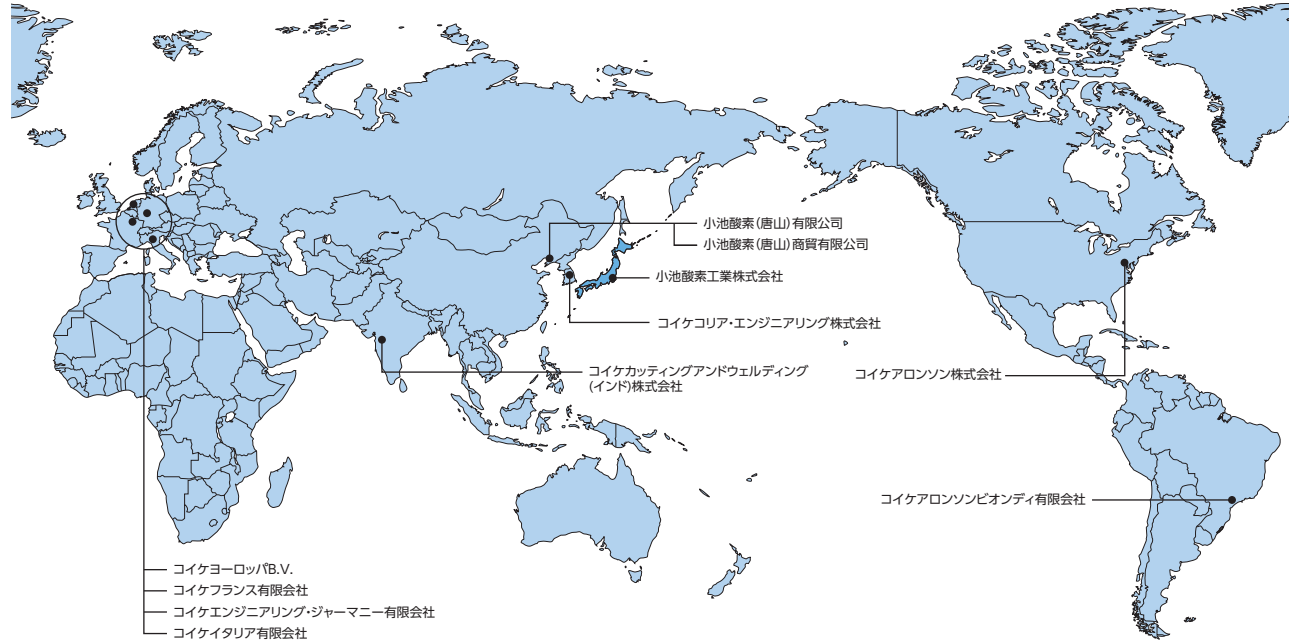 小池酸素(唐山)有限公司
小池酸素(唐山)商貿有限公司
小池酸素工業株式会社
コイケコリア・エンジニアリング株式会社
コイケカッティングアンドウェルディング
(インド)株式会社
コイケアロンソン株式会社
コイケアロンソンビオンディ有限会社
コイケヨーロッパB.V.
コイケフランス有限会社
コイケエンジニアリング・ジャーマニー有限会社
コイケイタリア有限会社